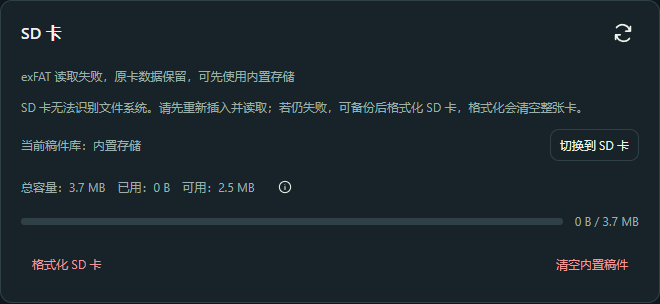 SD 卡
exFAT 读取失败，原卡数据保留，可先使用内置存储
SD 卡无法识别文件系统。请先重新插入并读取；若仍失败，可备份后格式化 SD 卡，格式化会清空整张卡。
当前稿件库：内置存储 切换到 SD 卡
总容量：3.7 MB 已用：0 B 可用：2.5 MB
0 B / 3.7 MB
格式化 SD 卡 清空内置稿件